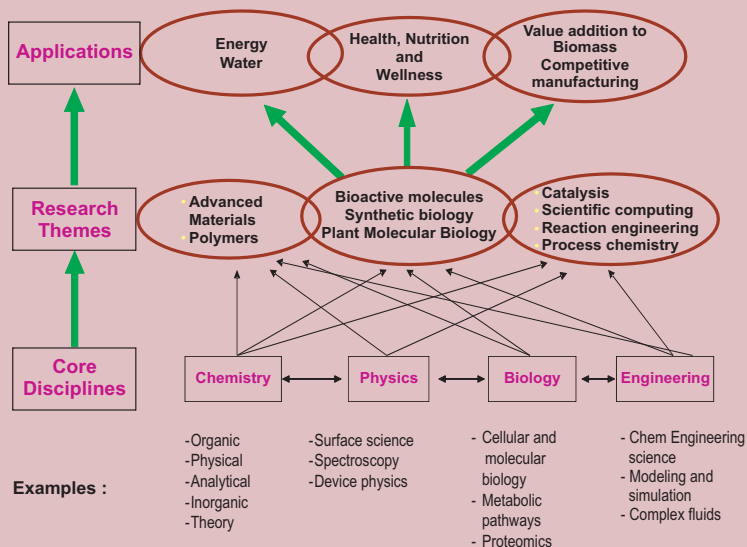 Applications
Energy
Water
Health, Nutrition
and
Wellness
Value addition to
Biomass
Competitive
manufacturing
Research
Themes
• Advanced
Materials
• Polymers
Bioactive molecules
Synthetic biology
Plant Molecular Biology
• Catalysis
• Scientific computing
• Reaction engineering
• Process chemistry
Core
Disciplines
Chemistry
Physics
Biology
Engineering
Examples :
-Organic
-Physical
-Analytical
-Inorganic
-Theory
-Surface science
-Spectroscopy
-Device physics
- Cellular and
molecular
biology
- Metabolic
pathways
- Proteomics
- Chem Engineering
science
- Modeling and
simulation
- Complex fluids